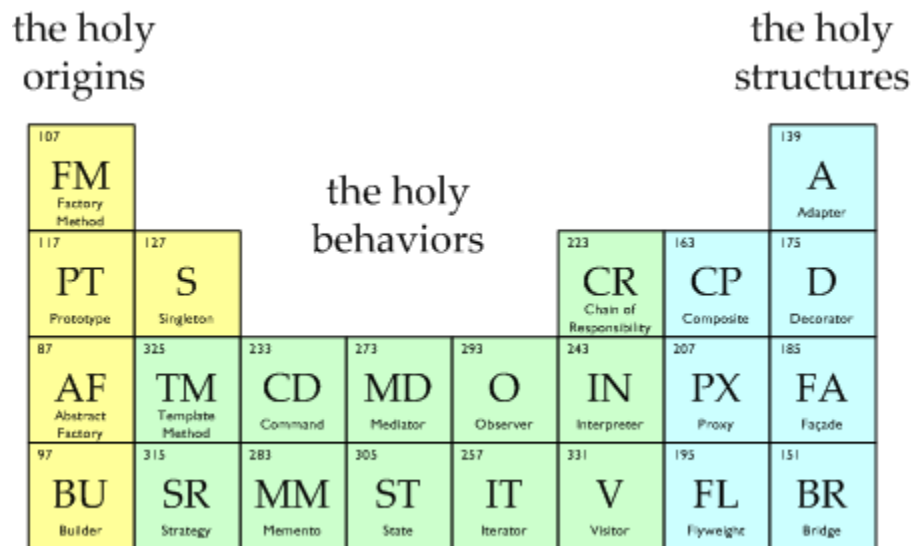 the holy
origins
the holy
structures
107
FM
Factory
Method
139
A
Adapter
the holy
behaviors
117
PT
Prototype
127
S
Singleton
223
CR
Chain of
Responsibility
163
CP
Composite
175
D
Decorator
87
AF
Abstract
Factory
325
TM
Template
Method
233
CD
Command
273
MD
Mediator
293
O
Observer
243
IN
Interpreter
207
PX
Proxy
185
FA
Façade
97
BU
Builder
315
SR
Strategy
283
MM
Memento
305
ST
State
257
IT
Iterator
331
V
Visitor
195
FL
Flyweight
151
BR
Bridge